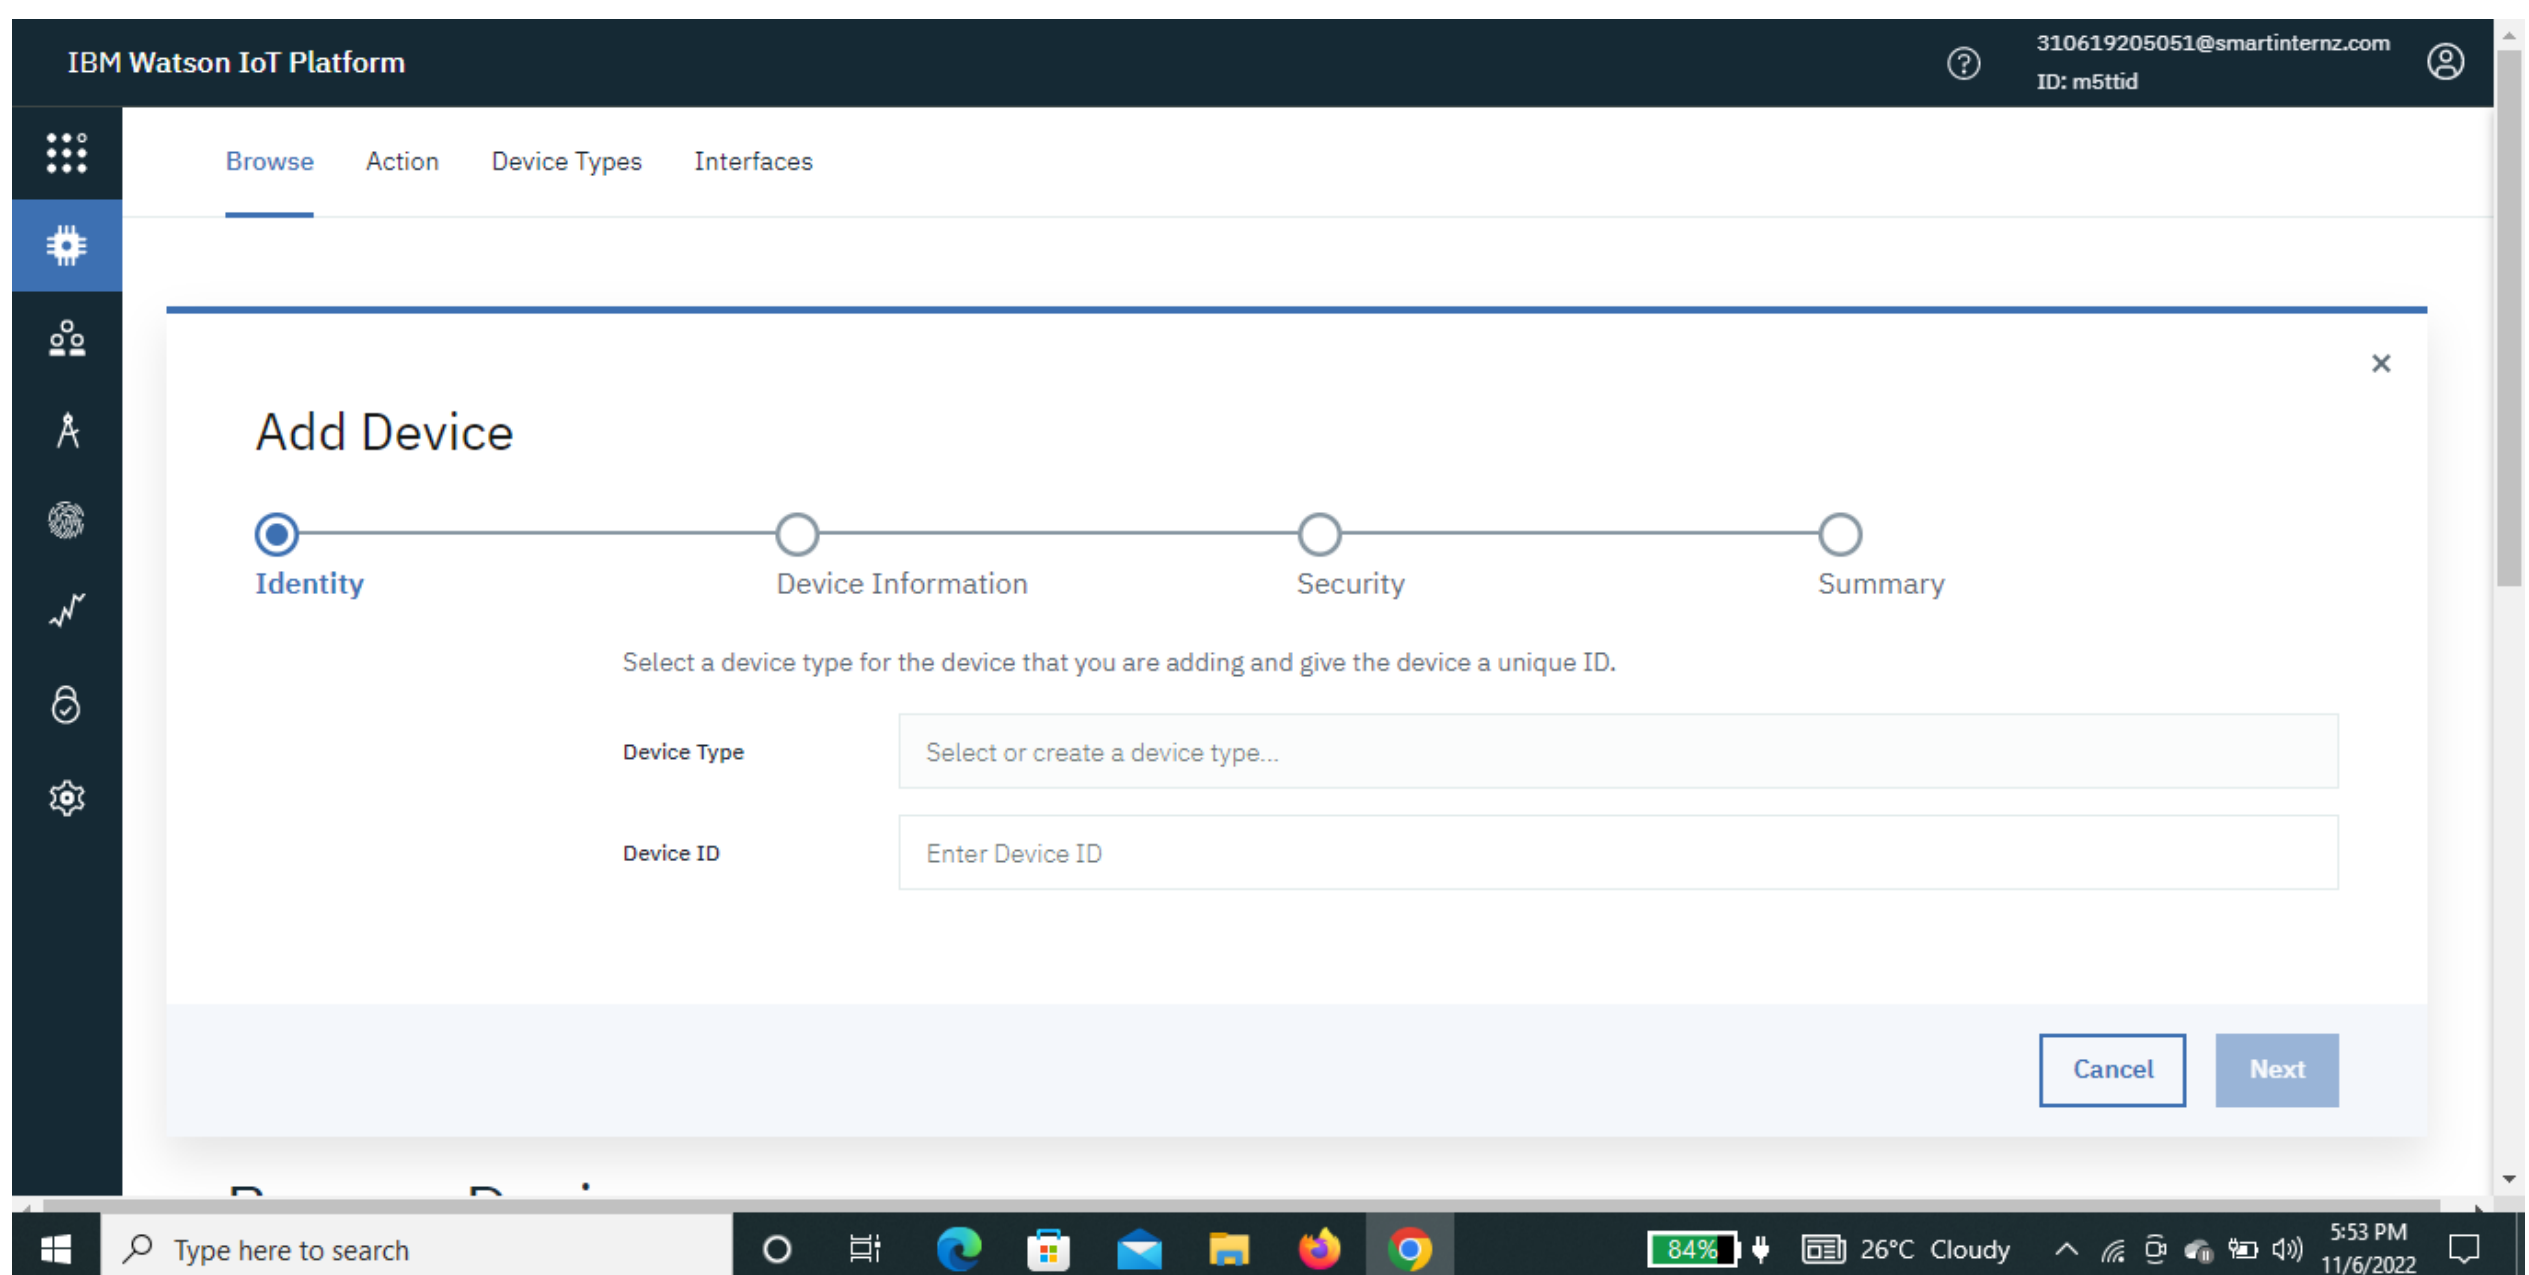 IBM Watson IoT Platform
310619205051@smartinternz.com
ID: m5ttid
Browse Action Device Types Interfaces
Add Device
Identity Device Information Security Summary
Select a device type for the device that you are adding and give the device a unique ID.
Device Type Select or create a device type...
Device ID Enter Device ID
Cancel Next
Type here to search
84% 26°C Cloudy
5:53 PM
11/6/2022